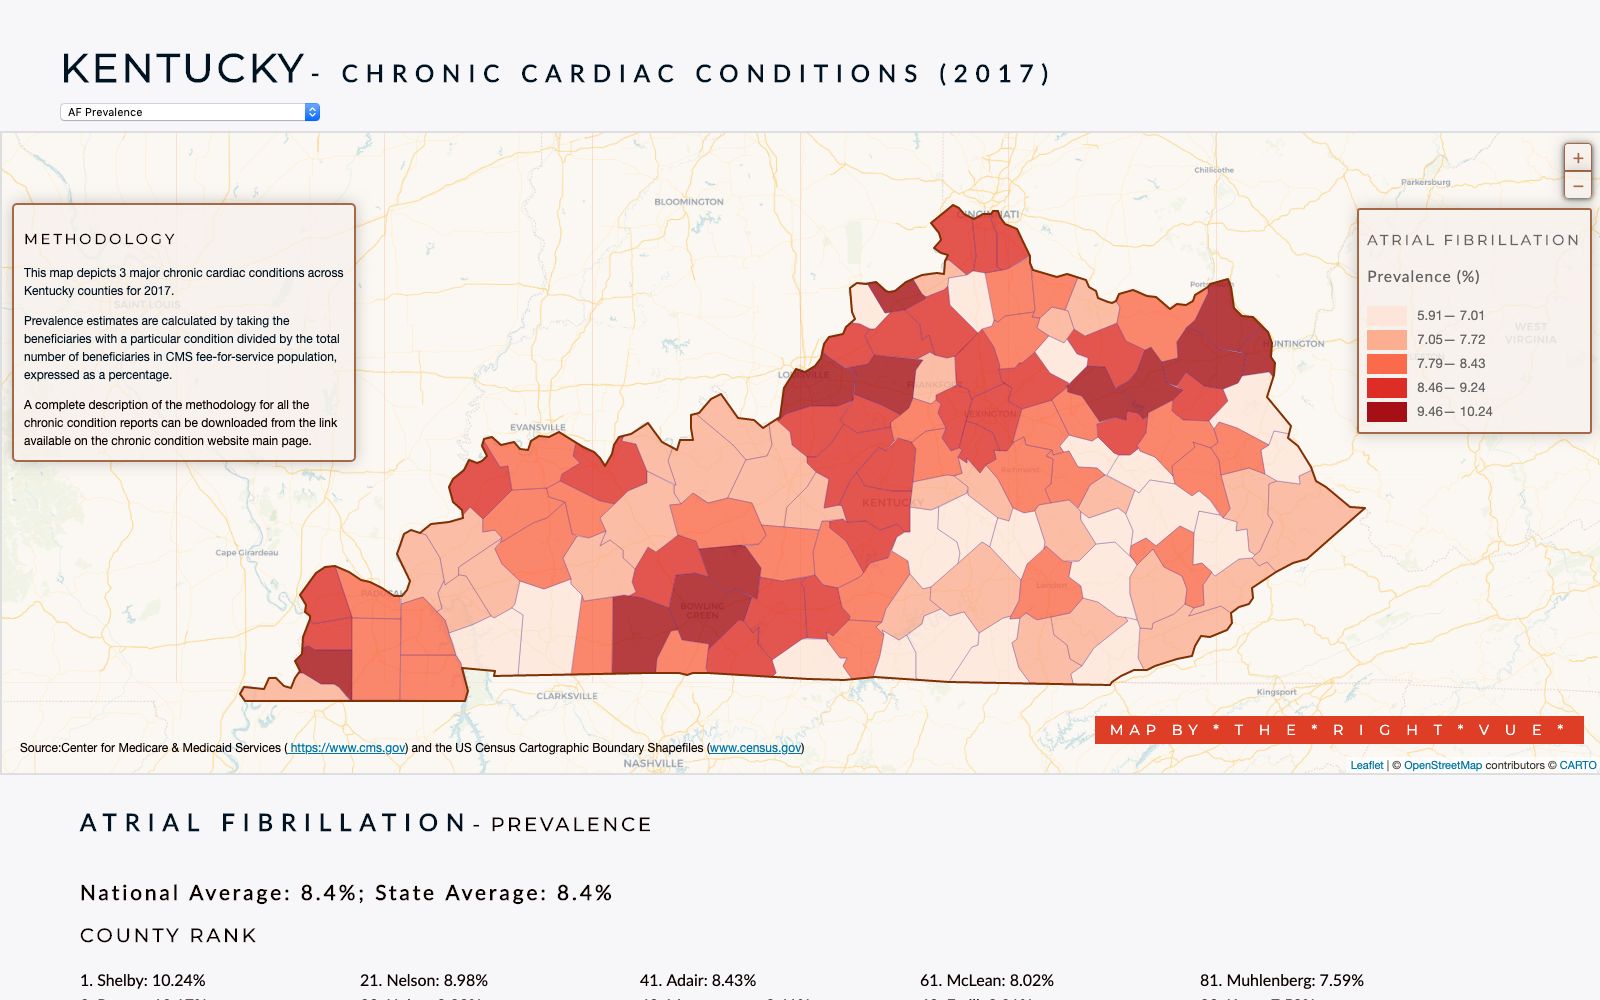 KENTUCKY - CHRONIC CARDIAC CONDITIONS (2017)
AF Prevalence
METHODOLOGY
This map depicts 3 major chronic cardiac conditions across
Kentucky counties for 2017.
Prevalence estimates are calculated by taking the
beneficiaries with a particular condition divided by the total
number of beneficiaries in CMS fee-for-service population,
expressed as a percentage.
A complete description of the methodology for all the
chronic condition reports can be downloaded from the link
available on the chronic condition website main page.
SAINT LOUIS
BLOOMINGTON
Chillicothe
Parkersburg
EVANSVILLE
HUNTINGTON
WEST
VIRGINIA
FRANKFORT
LEXINGTON
Richmond
KENTUCKY
Cape Girardeau
London
BOWLING
GREEN
CLARKSVILLE
Kingsport
NASHVILLE
+
−
ATRIAL FIBRILLATION
Prevalence (%)
5.91— 7.01
7.05— 7.72
7.79— 8.43
8.46— 9.24
9.46— 10.24
MAP BY * THE * RIGHT * VUE *
Source:Center for Medicare & Medicaid Services ( https://www.cms.gov) and the US Census Cartographic Boundary Shapefiles (www.census.gov)
Leaflet | © OpenStreetMap contributors © CARTO
ATRIAL FIBRILLATION - PREVALENCE
National Average: 8.4%; State Average: 8.4%
COUNTY RANK
1. Shelby: 10.24%
21. Nelson: 8.98%
41. Adair: 8.43%
61. McLean: 8.02%
81. Muhlenberg: 7.59%